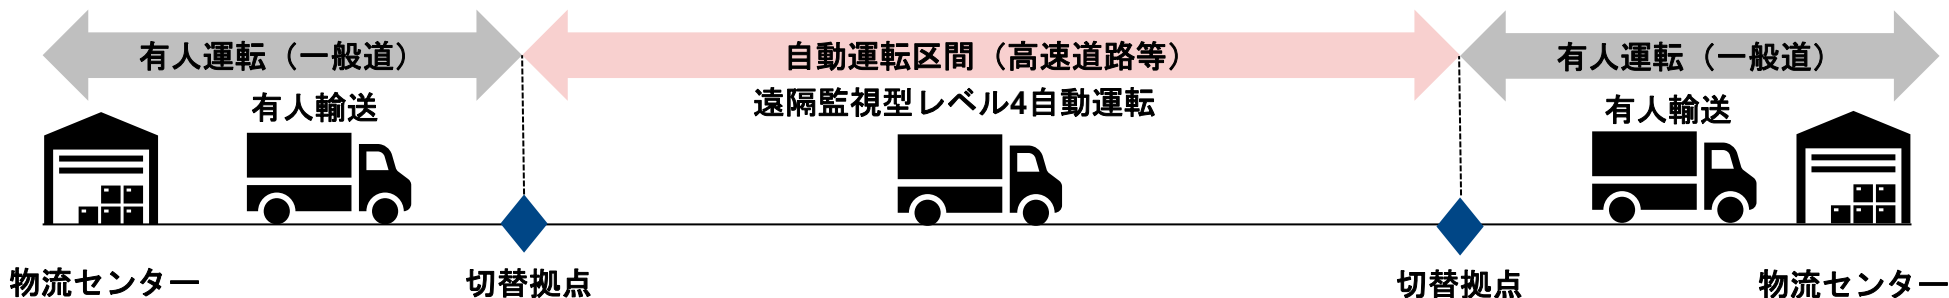 有人運転（一般道）
自動運転区間（高速道路等）
有人運転（一般道）
有人輸送
遠隔監視型レベル4自動運転
有人輸送
物流センター
切替拠点
切替拠点
物流センター